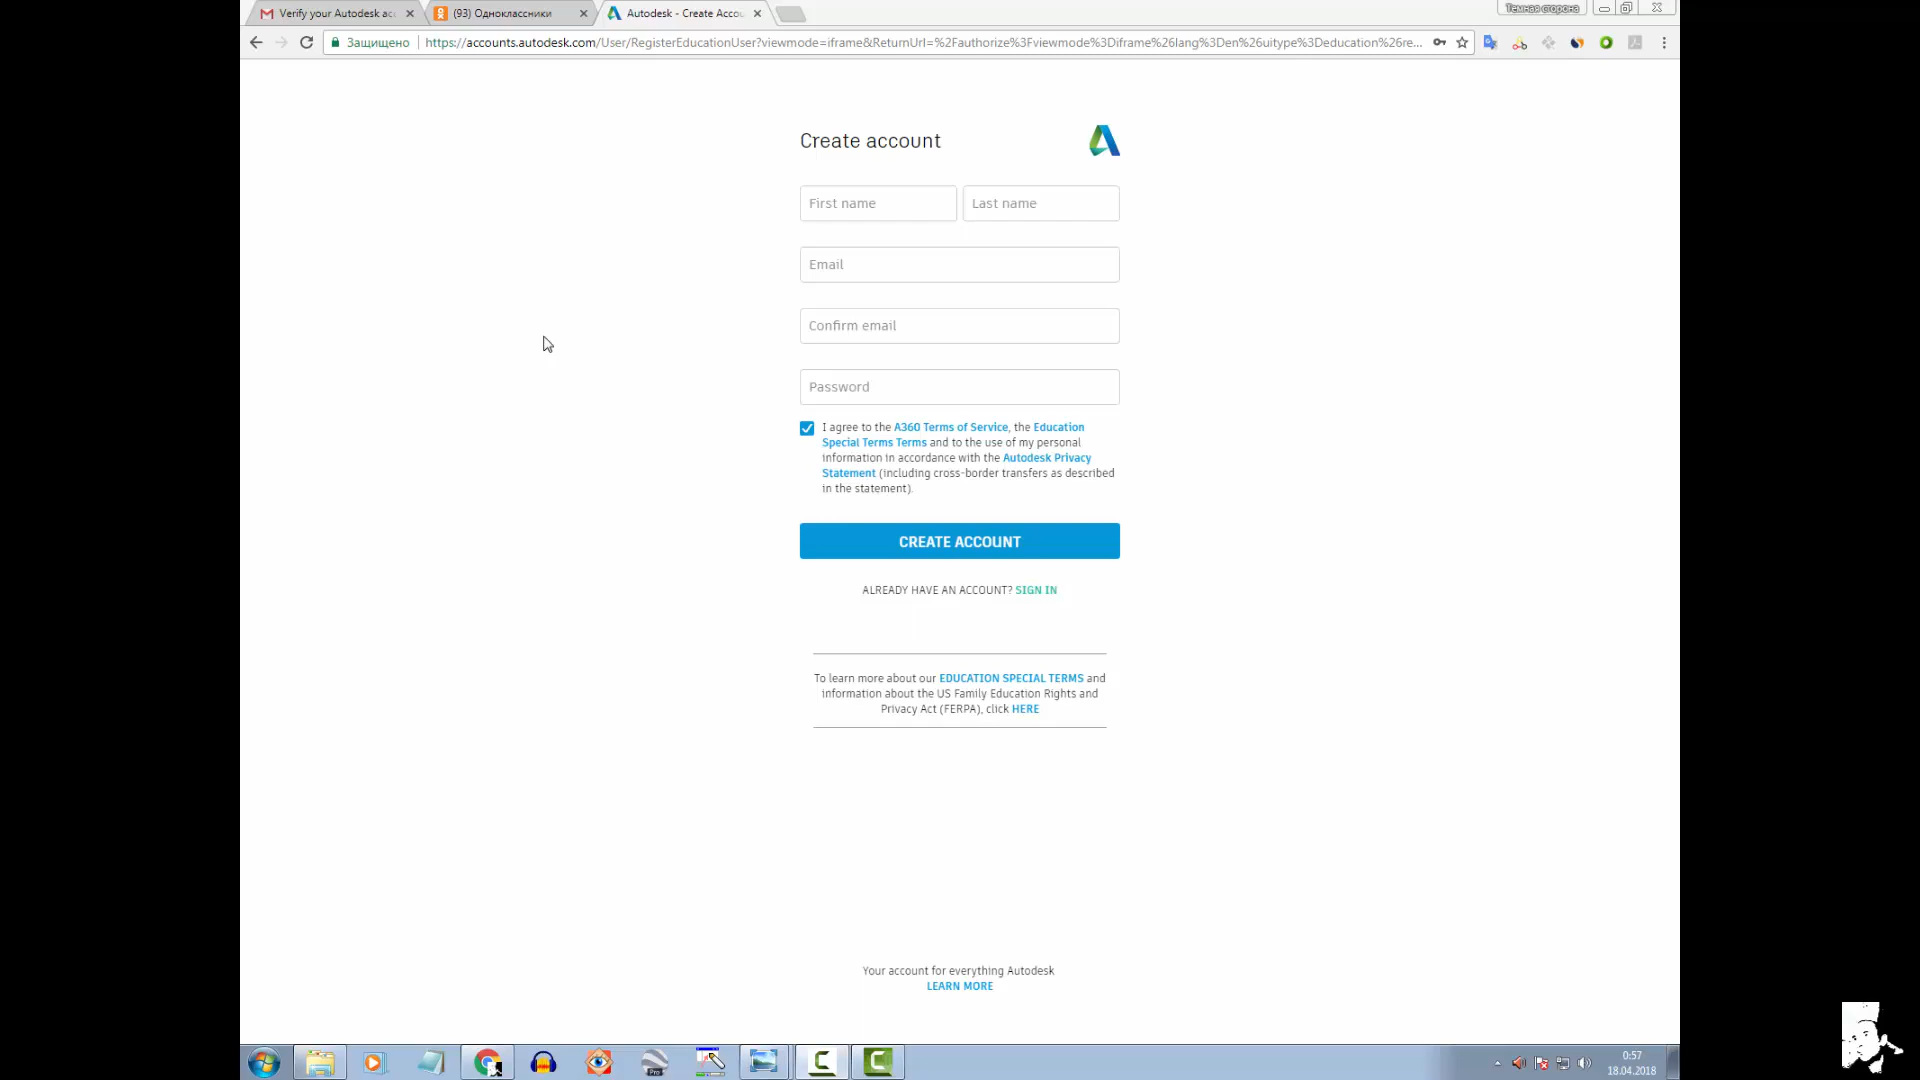 Verify your Autodesk ac
(93) Одноклассники
Autodesk - Create Accou
Темная сторона
Защищено
https://accounts.autodesk.com/User/RegisterEducationUser?viewmode=iframe&ReturnUrl=%2Fauthorize%3Fviewmode%3Diframe%26lang%3Den%26uitype%3Deducation%26re...
Create account
First name
Last name
Email
Confirm email
Password
I agree to the A360 Terms of Service, the Education
Special Terms Terms and to the use of my personal
information in accordance with the Autodesk Privacy
Statement (including cross-border transfers as described
in the statement).
CREATE ACCOUNT
ALREADY HAVE AN ACCOUNT? SIGN IN
To learn more about our EDUCATION SPECIAL TERMS and
information about the US Family Education Rights and
Privacy Act (FERPA), click HERE
Your account for everything Autodesk
LEARN MORE
Pro
0:57
18.04.2018